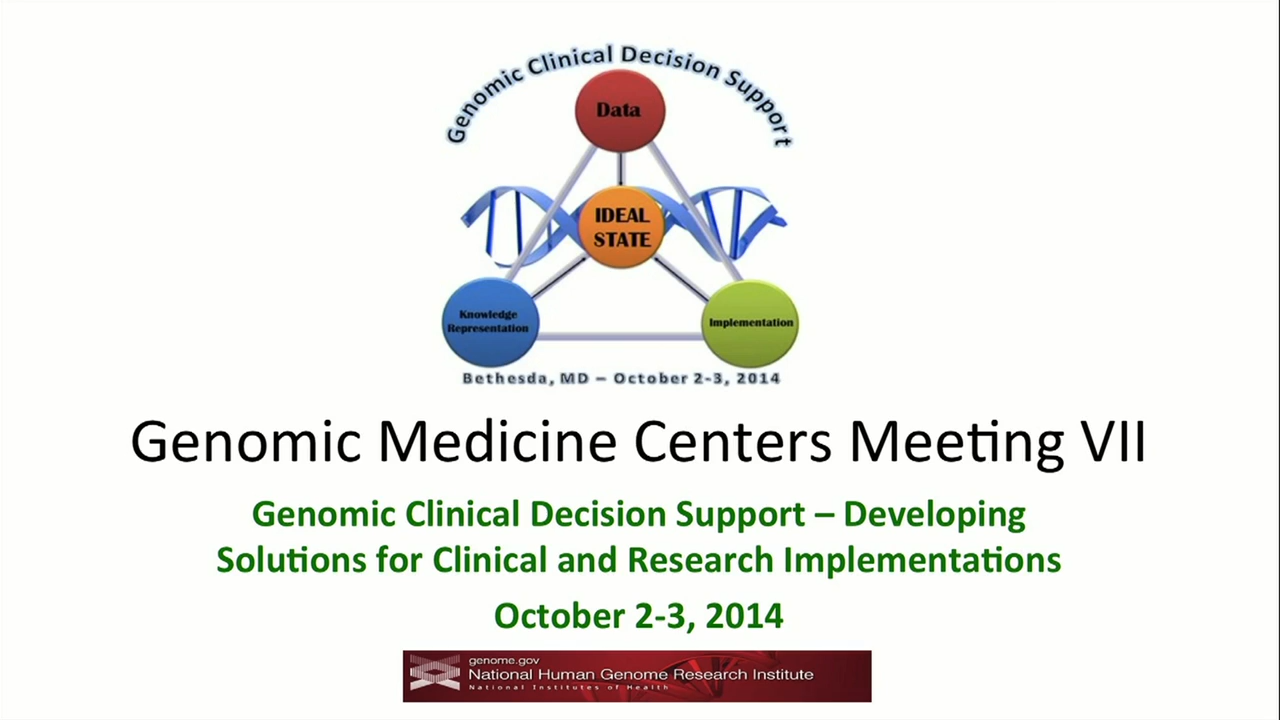 Genomic Clinical Decision Support
Data
IDEAL
STATE
Knowledge
Representation
Implementation
Bethesda, MD – October 2-3, 2014
Genomic Medicine Centers Meeting VII
Genomic Clinical Decision Support – Developing
Solutions for Clinical and Research Implementations
October 2-3, 2014
genome.gov
National Human Genome Research Institute
National Institutes of Health